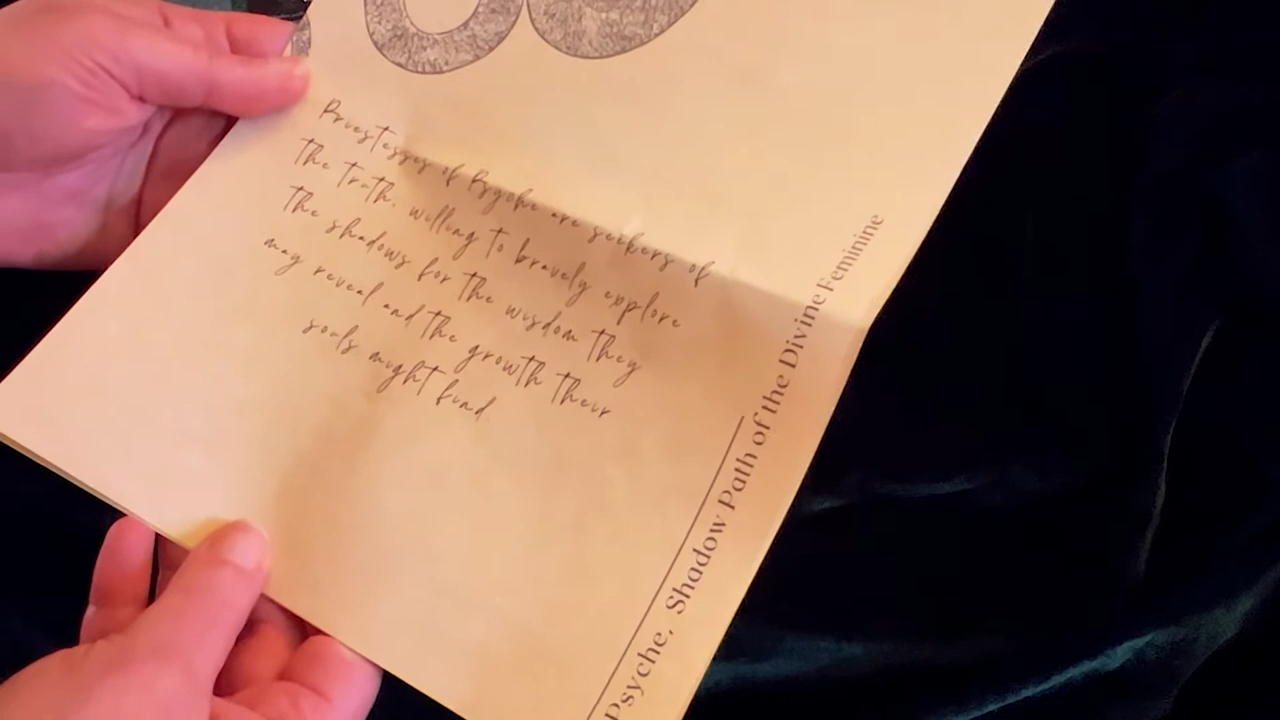 Priestesses of Psyche are seekers of
the truth, willing to bravely explore
the shadows for the wisdom they
may reveal and the growth their
souls might find.
Psyche, Shadow Path of the Divine Feminine